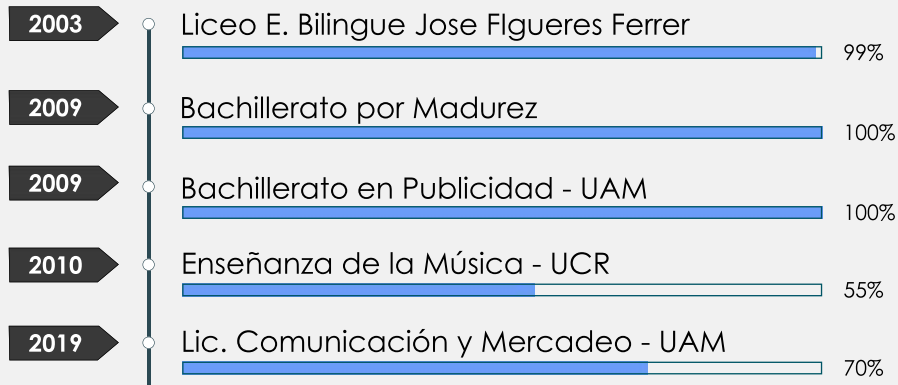 2003
Liceo E. Bilingue Jose FIgueres Ferrer
99%
2009
Bachillerato por Madurez
100%
2009
Bachillerato en Publicidad - UAM
100%
2010
Enseñanza de la Música - UCR
55%
2019
Lic. Comunicación y Mercadeo - UAM
70%